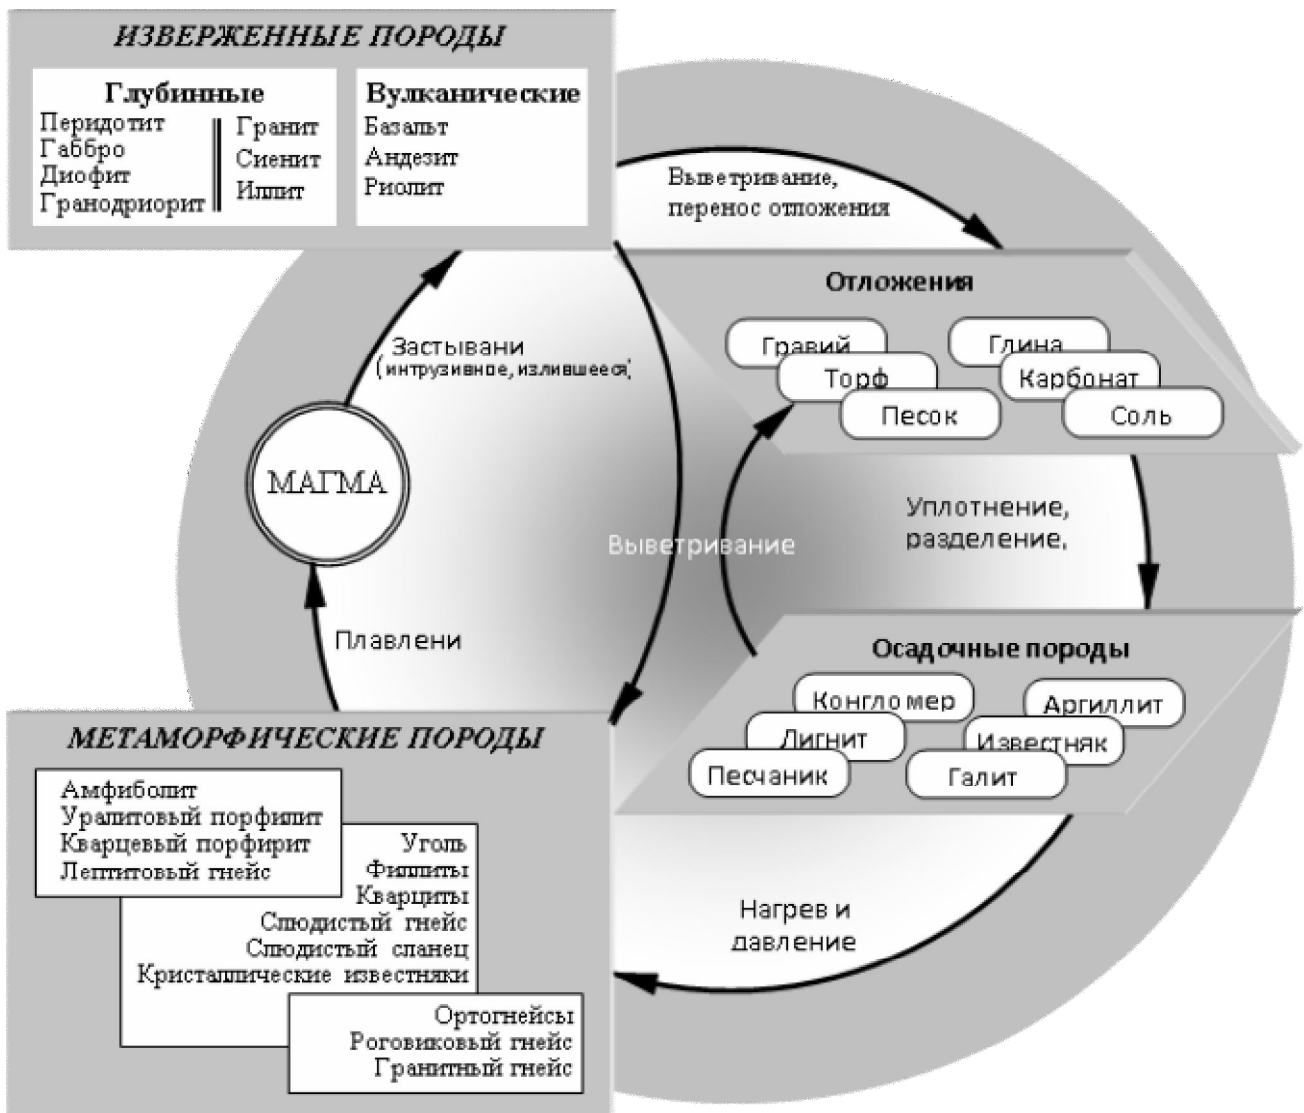 ИЗВЕРЖЕННЫЕ ПОРОДЫ
Глубинные
Перидотит
Габбро
Диофит
Гранодриорит
Гранит
Сиенит
Иллит
Вулканические
Базальт
Андезит
Риолит
Выветривание,
перенос отложения
Отложения
Гравий
Торф
Песок
Глина
Карбонат
Соль
Застывани
(интрузивное, излившееся)
МАГМА
Выветривание
Уплотнение,
разделение,
Плавлени
Осадочные породы
Конгломер
Лигнит
Песчаник
Аргиллит
Известняк
Галит
МЕТАМОРФИЧЕСКИЕ ПОРОДЫ
Амфиболит
Уралитовый порфилит
Кварцевый порфирит
Лептитовый гнейс
Уголь
Филлиты
Кварциты
Слюдистый гнейс
Слюдистый сланец
Кристаллические известняки
Ортогнейсы
Роговиковый гнейс
Гранитный гнейс
Нагрев и
давление